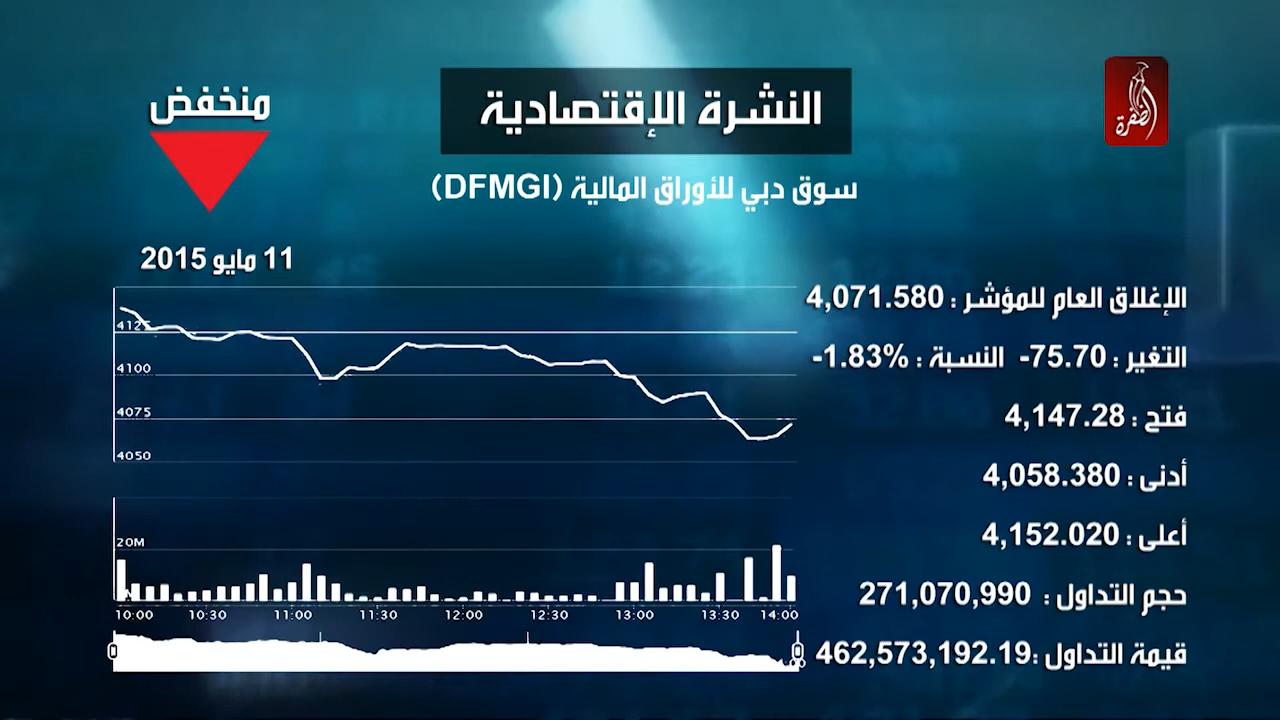 النشرة الإقتصادية
سوق دبي للأوراق المالية (DFMGI)
الظفرة
منخفض
11 مايو 2015
الإغلاق العام للمؤشر : 4,071.580
التغير : 75.70- النسبة : 1.83%-
فتح : 4,147.28
أدنى : 4,058.380
أعلى : 4,152.020
حجم التداول : 271,070,990
قيمة التداول :462,573,192.19
4125
4100
4075
4050
20M
10:00 10:30 11:00 11:30 12:00 12:30 13:00 13:30 14:00